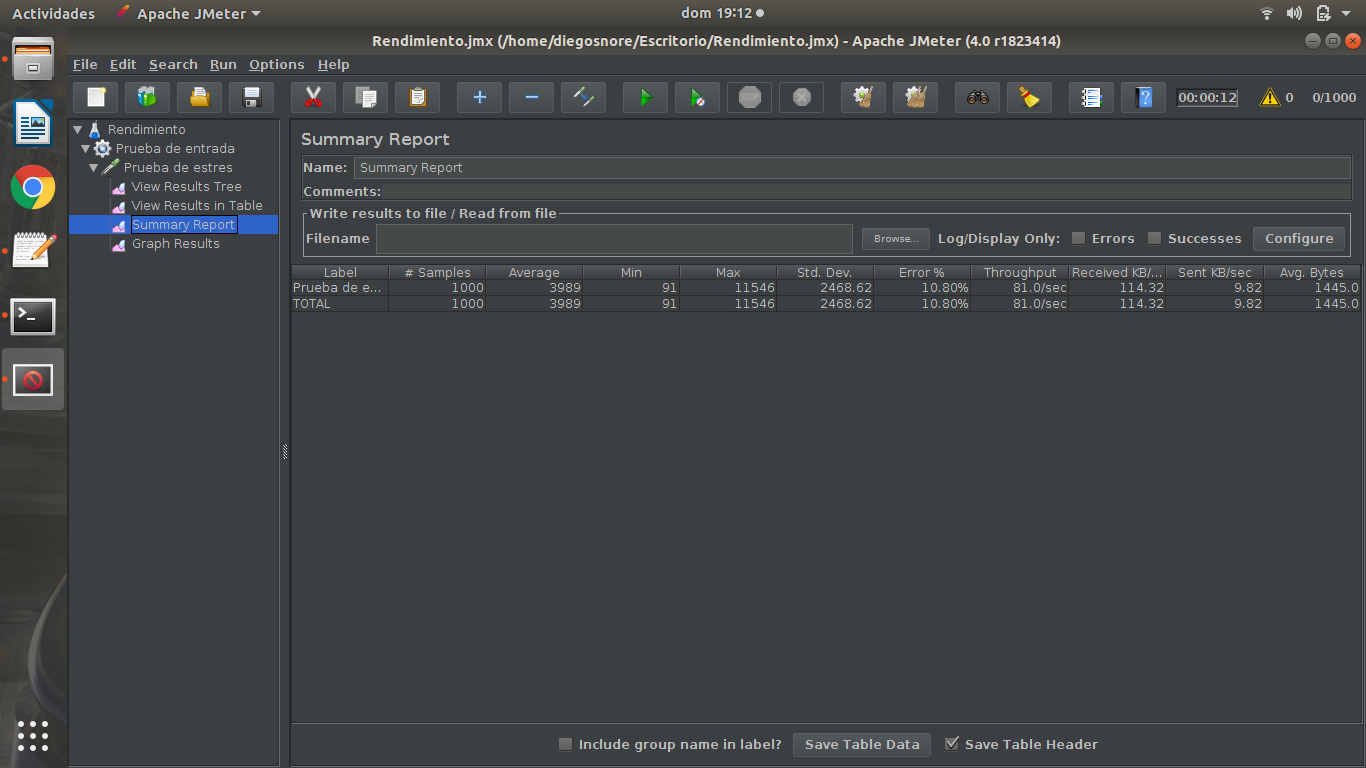 Actividades Apache JMeter dom 19:12
Rendimiento.jmx (/home/diegosnore/Escritorio/Rendimiento.jmx) - Apache JMeter (4.0 r1823414)
File Edit Search Run Options Help
STOP 00:00:12 0 0/1000
Rendimiento
Prueba de entrada
Prueba de estres
View Results Tree
View Results in Table
Summary Report
Graph Results
Summary Report
Name: Summary Report
Comments:
Write results to file / Read from file
Filename Browse... Log/Display Only: Errors Successes Configure
Label # Samples Average Min Max Std. Dev. Error % Throughput Received KB/... Sent KB/sec Avg. Bytes
Prueba de e... 1000 3989 91 11546 2468.62 10.80% 81.0/sec 114.32 9.82 1445.0
TOTAL 1000 3989 91 11546 2468.62 10.80% 81.0/sec 114.32 9.82 1445.0
Include group name in label? Save Table Data Save Table Header